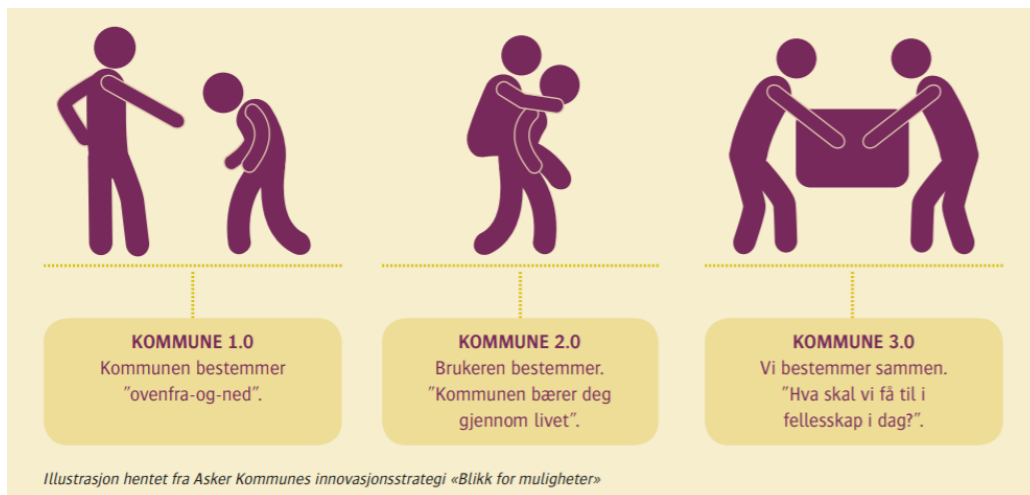 KOMMUNE 1.0
Kommunen bestemmer
”ovenfra-og-ned”.
KOMMUNE 2.0
Brukeren bestemmer.
”Kommunen bærer deg
gjennom livet”.
KOMMUNE 3.0
Vi bestemmer sammen.
”Hva skal vi få til i
fellesskap i dag?”.
Illustrasjon hentet fra Asker Kommunes innovasjonsstrategi «Blikk for muligheter»